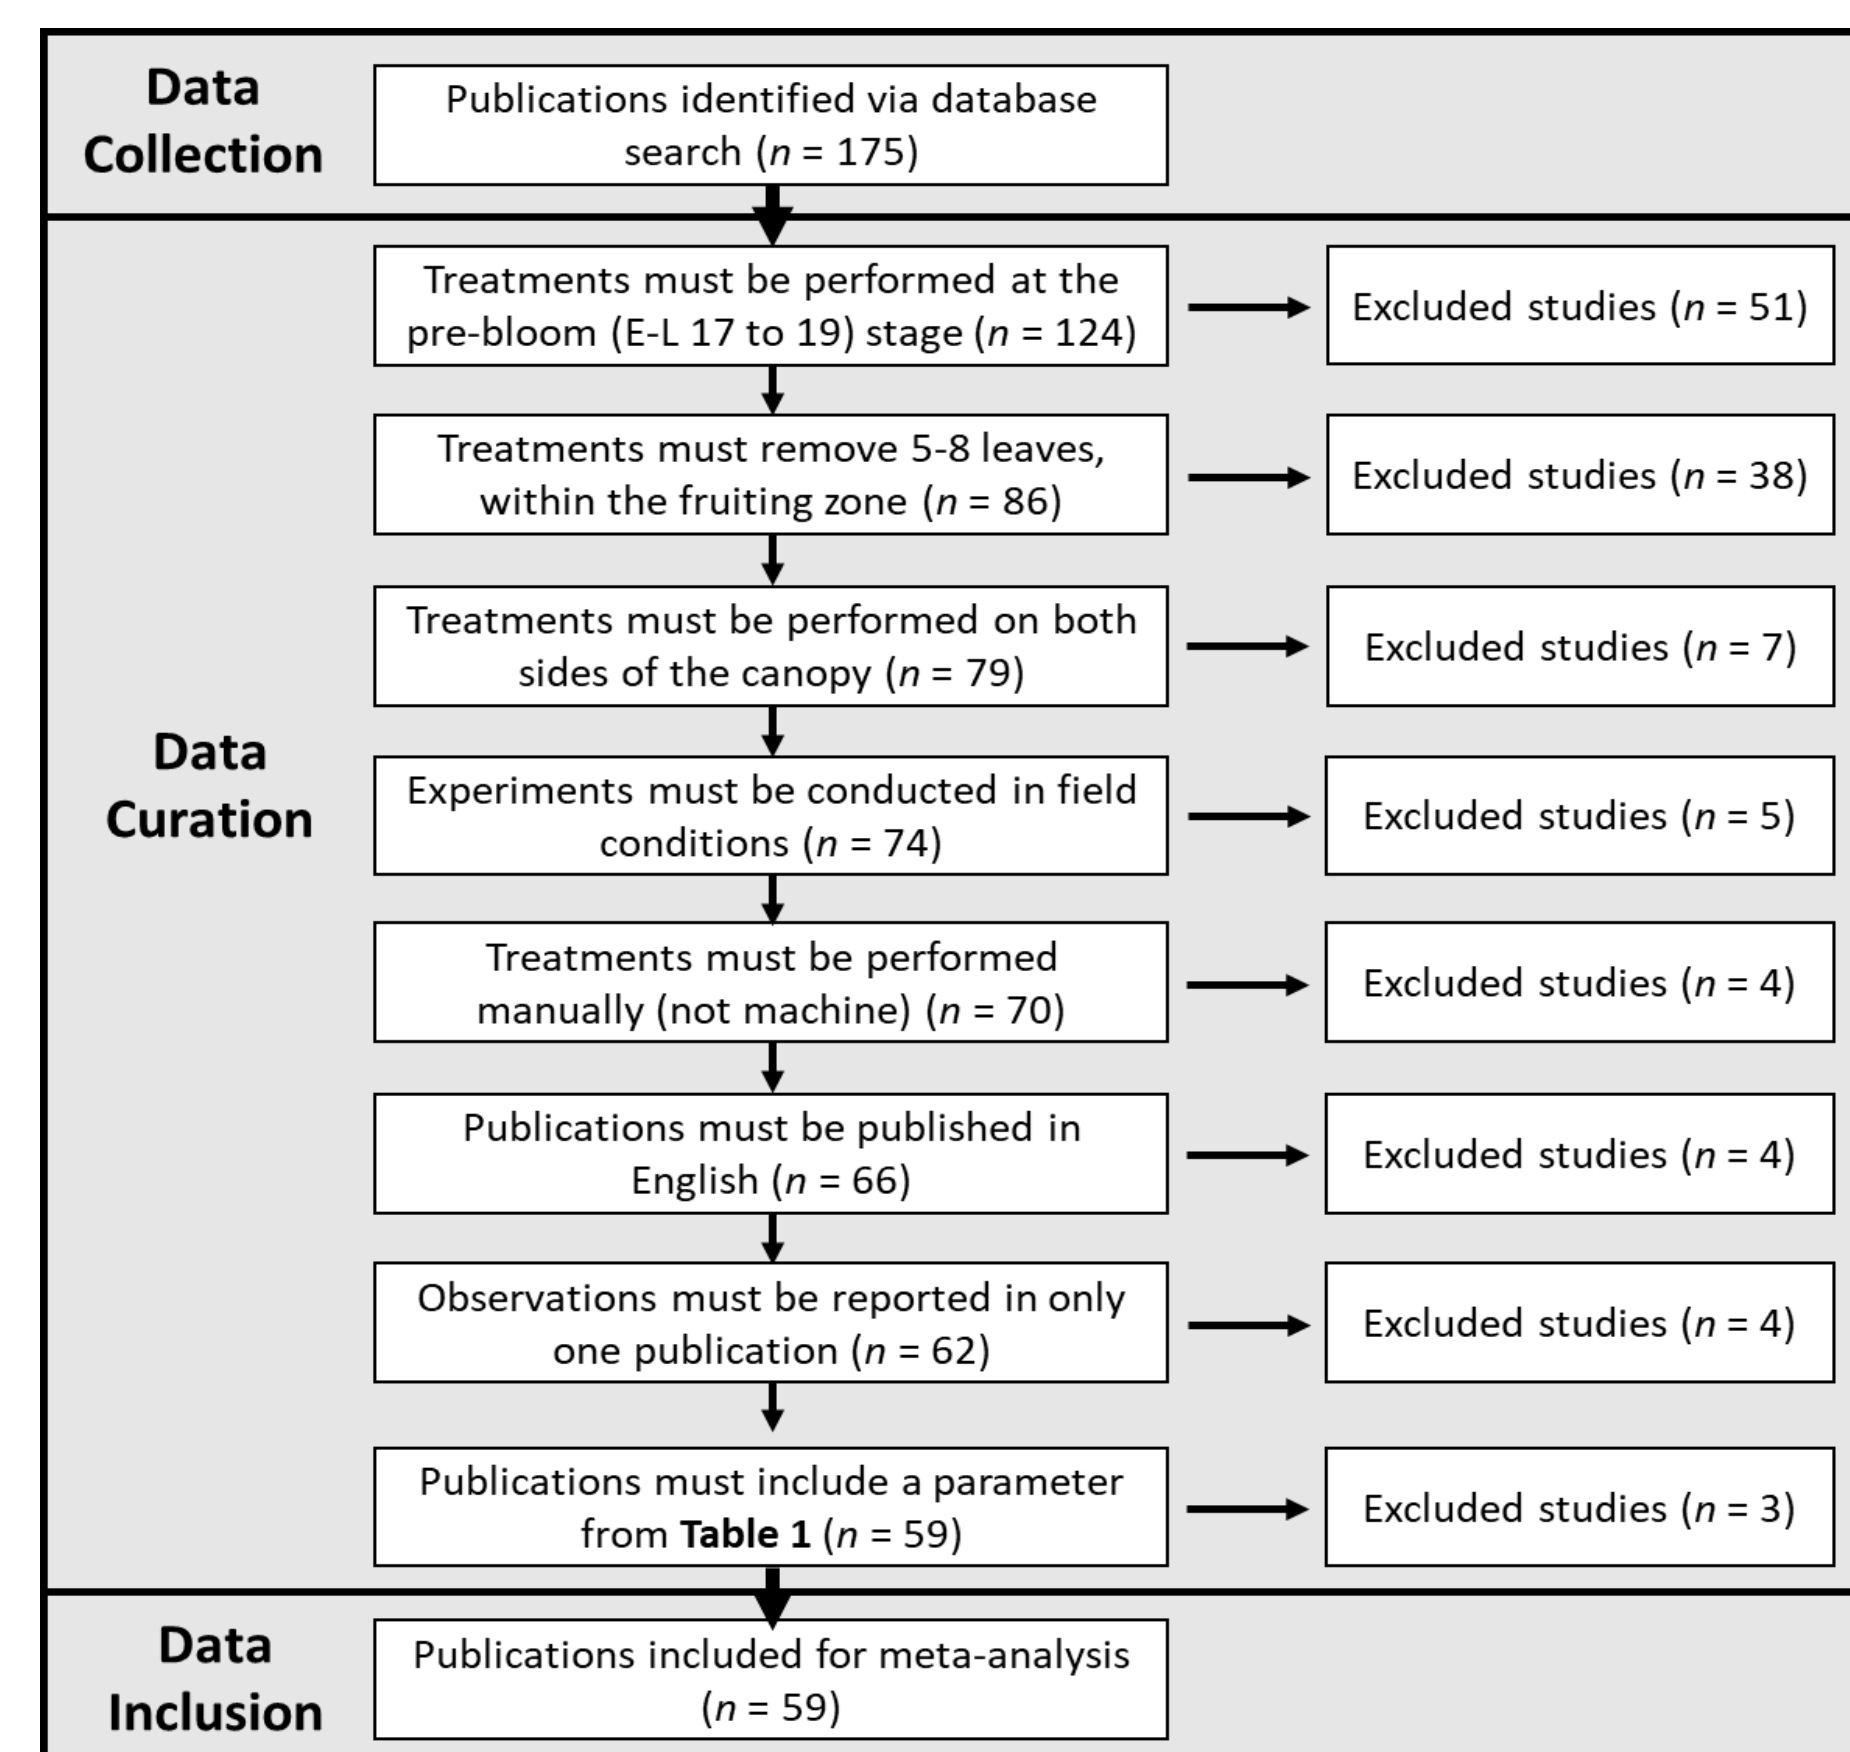 Data
Collection
Publications identified via database
search (n = 175)
Data
Curation
Treatments must be performed at the
pre-bloom (E-L 17 to 19) stage (n = 124)
Excluded studies (n = 51)
Treatments must remove 5-8 leaves,
within the fruiting zone (n = 86)
Excluded studies (n = 38)
Treatments must be performed on both
sides of the canopy (n = 79)
Excluded studies (n = 7)
Experiments must be conducted in field
conditions (n = 74)
Excluded studies (n = 5)
Treatments must be performed
manually (not machine) (n = 70)
Excluded studies (n = 4)
Publications must be published in
English (n = 66)
Excluded studies (n = 4)
Observations must be reported in only
one publication (n = 62)
Excluded studies (n = 4)
Publications must include a parameter
from Table 1 (n = 59)
Excluded studies (n = 3)
Data
Inclusion
Publications included for meta-analysis
(n = 59)